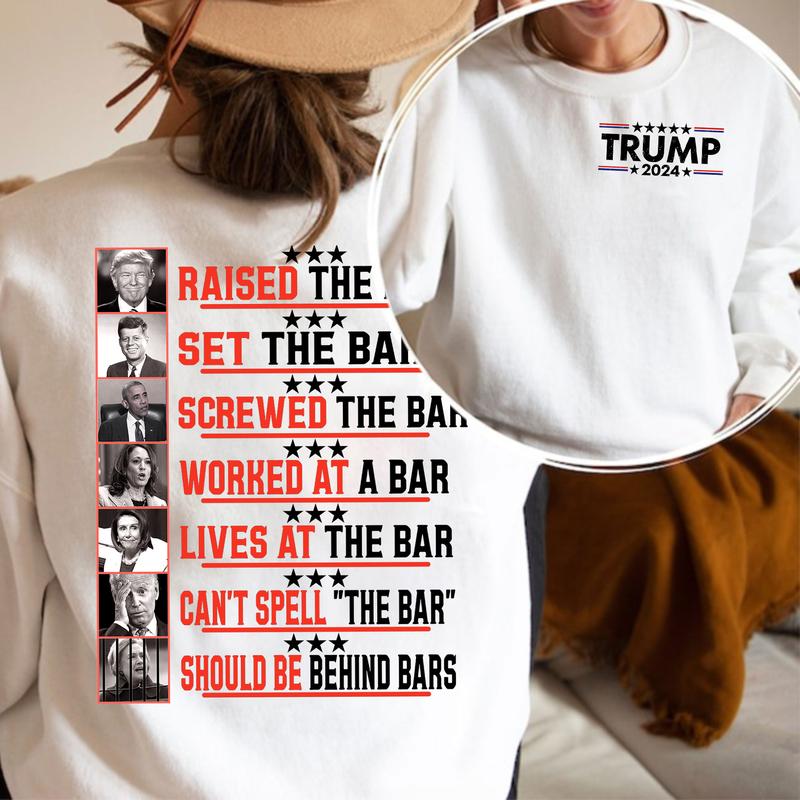 TRUMP
2024
RAISED THE
SET THE BAR
SCREWED THE BAR
WORKED AT A BAR
LIVES AT THE BAR
CAN'T SPELL "THE BAR"
SHOULD BE BEHIND BARS